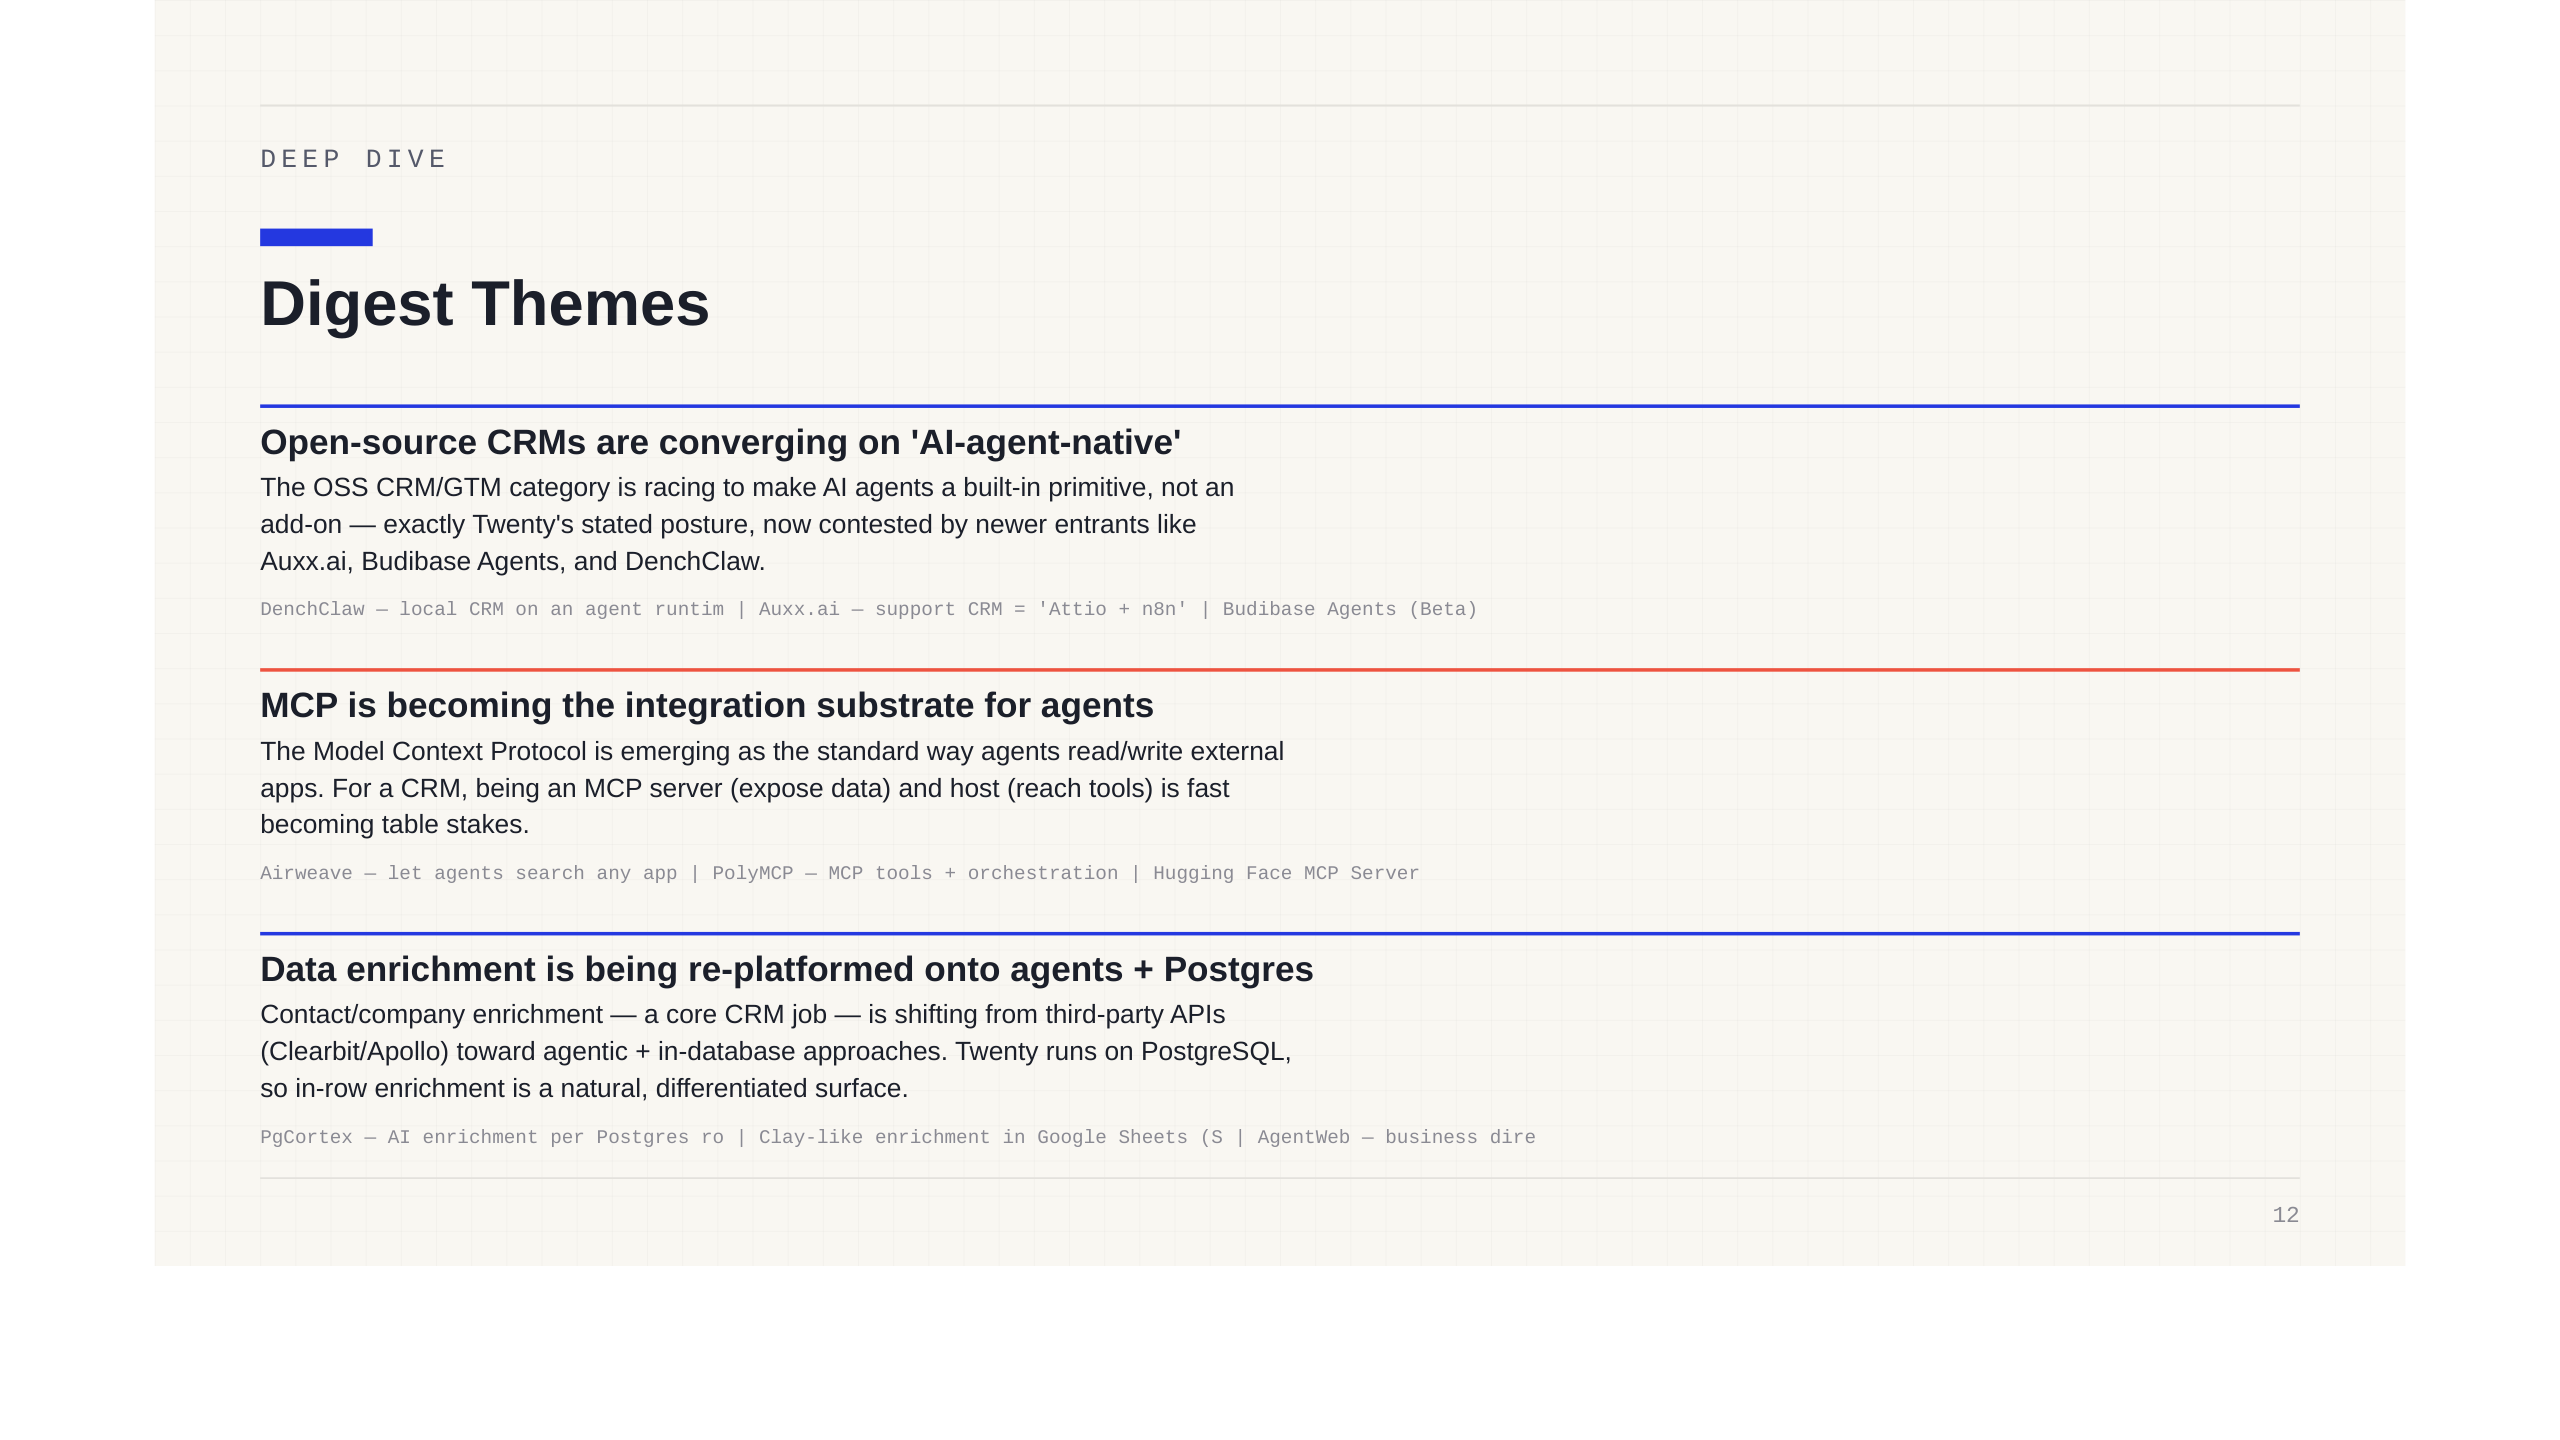 DEEP DIVE
Digest Themes
Open-source CRMs are converging on 'AI-agent-native'
The OSS CRM/GTM category is racing to make AI agents a built-in primitive, not an
add-on — exactly Twenty's stated posture, now contested by newer entrants like
Auxx.ai, Budibase Agents, and DenchClaw.
DenchClaw — local CRM on an agent runtim | Auxx.ai — support CRM = 'Attio + n8n' | Budibase Agents (Beta)
MCP is becoming the integration substrate for agents
The Model Context Protocol is emerging as the standard way agents read/write external
apps. For a CRM, being an MCP server (expose data) and host (reach tools) is fast
becoming table stakes.
Airweave — let agents search any app | PolyMCP — MCP tools + orchestration | Hugging Face MCP Server
Data enrichment is being re-platformed onto agents + Postgres
Contact/company enrichment — a core CRM job — is shifting from third-party APIs
(Clearbit/Apollo) toward agentic + in-database approaches. Twenty runs on PostgreSQL,
so in-row enrichment is a natural, differentiated surface.
PgCortex — AI enrichment per Postgres ro | Clay-like enrichment in Google Sheets (S | AgentWeb — business dire
12